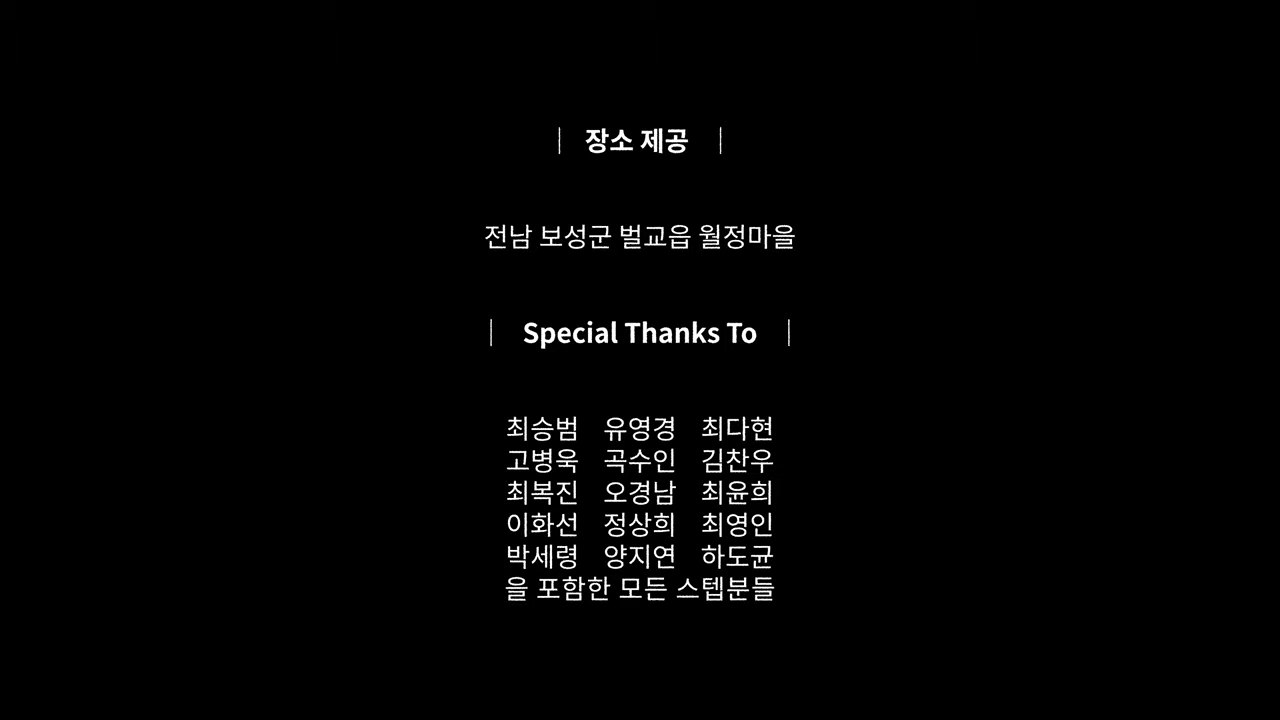 | 장소 제공 |
전남 보성군 벌교읍 월정마을
| Special Thanks To |
최승범 유영경 최다현
고병욱 곡수인 김찬우
최복진 오경남 최윤희
이화선 정상희 최영인
박세령 양지연 하도균
을 포함한 모든 스텝분들